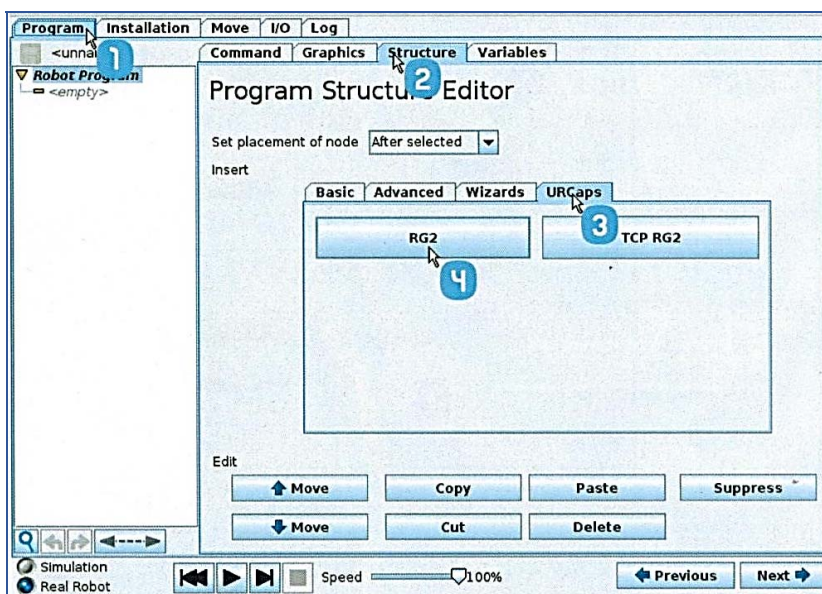 Program Installation Move I/O Log
<unna
Command Graphics Structure Variables
1
2
Robot Program
<empty>
Program Structure Editor
Set placement of node After selected
Insert
Basic Advanced Wizards URCaps
3
RG2 TCP RG2
4
Edit
Move Copy Paste Suppress
Move Cut Delete
Simulation
Real Robot
Speed 100% Previous Next